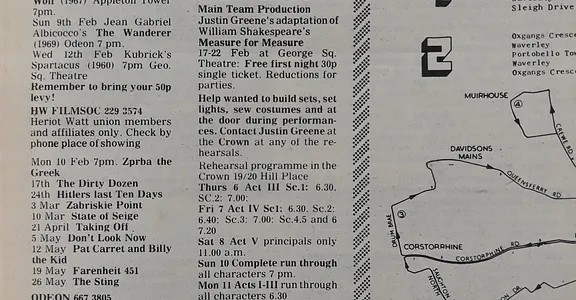 Wolf (1967) Appleton Tower
7pm.
Sun 9th Feb Jean Gabriel
Albicocco's The Wanderer
(1969) Odeon 7 pm.
Wed 12th Feb Kubrick's
Spartacus (1960) 7pm Geo.
Sq. Theatre
Remember to bring your 50p
levy!
HW FILMSOC 229 3574
Heriot Watt union members
and affiliates only. Check by
phone place of showing
Mon 10 Feb 7pm. Zprba the
Greek
17th The Dirty Dozen
24th Hitlers last Ten Days
3 Mar Zabriskie Point
10 Mar State of Seige
21 April Taking Off
5 May Don't Look Now
12 May Pat Carret and Billy
the Kid
19 May Farenheit 451
26 May The Sting
ODEON 667 3805
Main Team Production
Justin Greene's adaptation of
William Shakespeare's
Measure for Measure
17-22 Feb at George Sq.
Theatre: Free first night 30p
single ticket. Reductions for
parties.
Help wanted to build sets, set
lights, sew costumes and at
the door during performan-
ces. Contact Justin Greene at
the Crown at any of the re-
hearsals.
Rehearsal programme in the
Crown 19/20 Hill Place
Thurs 6 Act III Sc.1: 6.30,
SC.2: 7.00:
Fri 7 Act IV Sc1: 6.30. Sc.2:
6.40: Sc.3: 7.00: Sc.4,5 and 6
7.20
Sat 8 Act V principals only
11.00 a.m.
Sun 10 Complete run through
all characters 7 pm.
Mon 11 Acts I-III run through
all characters 6.30
Sleigh Drive
2
Oxgangs Cresce
Waverley
Portobello Tow
Waverley
Oxgangs Cresce
MUIRHOUSE
4
CREWE RD
DAVIDSONS
MAINS
QUEENSFERRY RD
DRUM BRAE
3
CORSTORPHINE
CORSTORPHINE RD